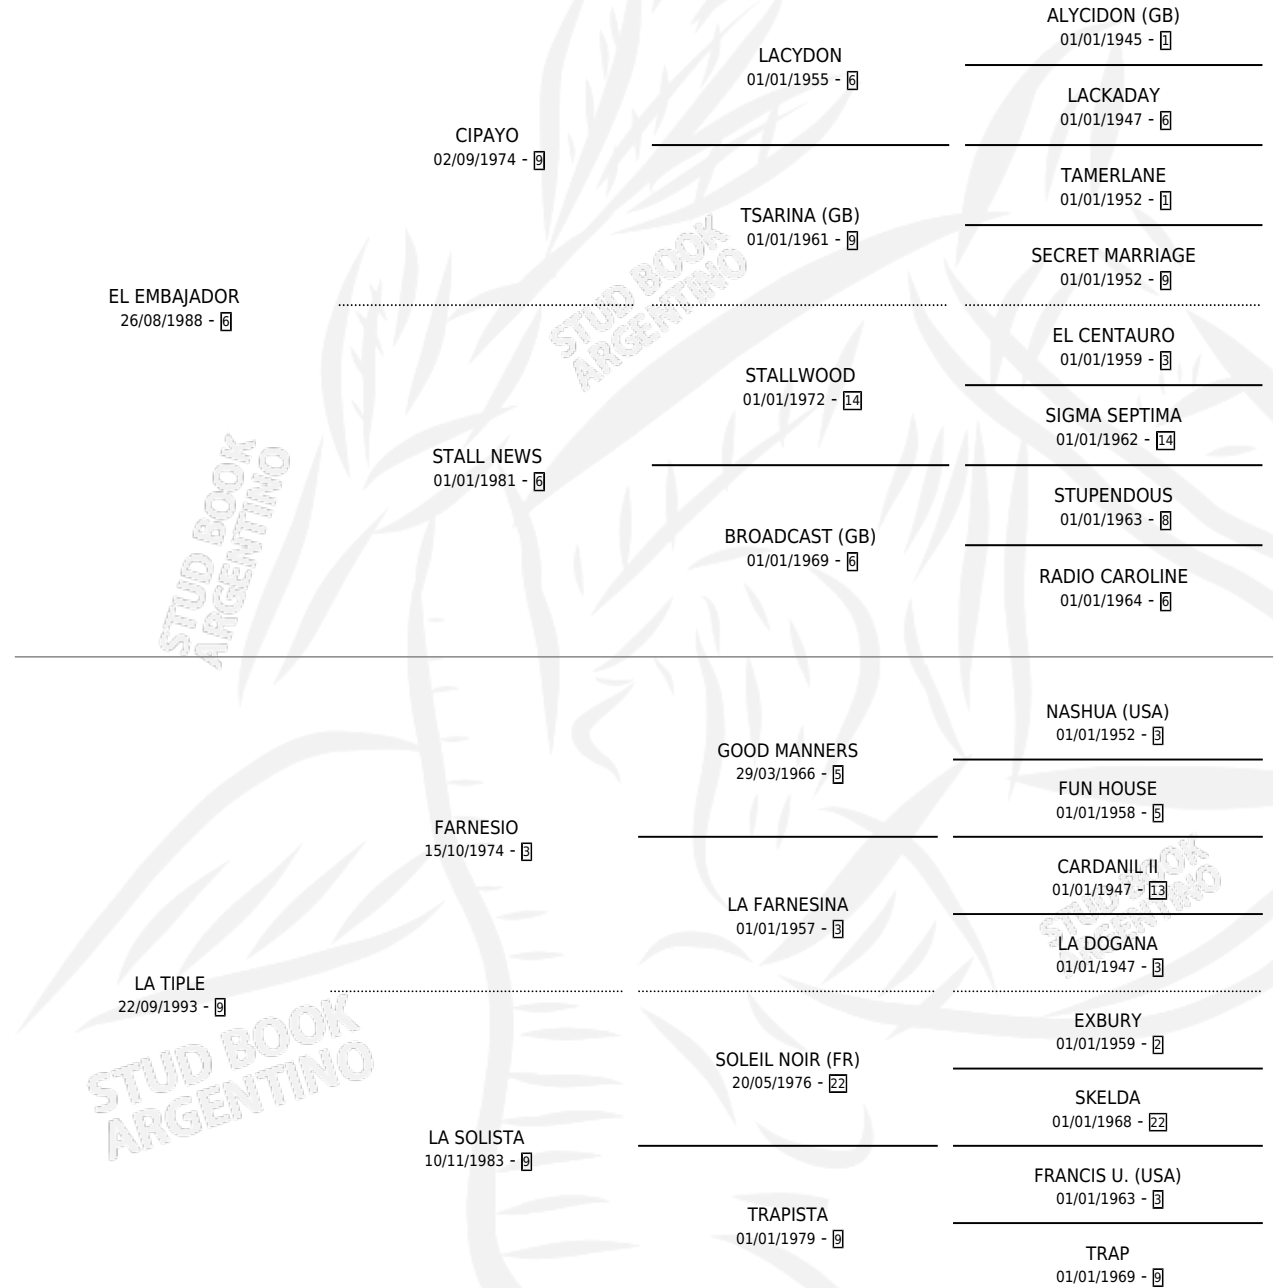 ALYCIDON (GB)
01/01/1945 - 1
LACYDON
01/01/1955 - 6
LACKADAY
01/01/1947 - 6
CIPAYO
02/09/1974 - 9
TAMERLANE
01/01/1952 - 1
TSARINA (GB)
01/01/1961 - 9
SECRET MARRIAGE
01/01/1952 - 9
EL EMBAJADOR
26/08/1988 - 6
EL CENTAURO
01/01/1959 - 3
STALLWOOD
01/01/1972 - 14
SIGMA SEPTIMA
01/01/1962 - 14
STALL NEWS
01/01/1981 - 6
STUPENDOUS
01/01/1963 - 8
BROADCAST (GB)
01/01/1969 - 6
RADIO CAROLINE
01/01/1964 - 6
STUD BOOK
ARGENTINO
STUD BOOK
ARGENTINO
NASHUA (USA)
01/01/1952 - 3
GOOD MANNERS
29/03/1966 - 5
FUN HOUSE
01/01/1958 - 5
FARNESIO
15/10/1974 - 3
CARDANIL II
01/01/1947 - 13
LA FARNESINA
01/01/1957 - 3
LA DOGANA
01/01/1947 - 3
STUD BOOK
ARGENTINO
LA TIPLE
22/09/1993 - 9
EXBURY
01/01/1959 - 2
SOLEIL NOIR (FR)
20/05/1976 - 22
SKELDA
01/01/1968 - 22
STUD BOOK
ARGENTINO
LA SOLISTA
10/11/1983 - 9
FRANCIS U. (USA)
01/01/1963 - 3
TRAPISTA
01/01/1979 - 9
TRAP
01/01/1969 - 9